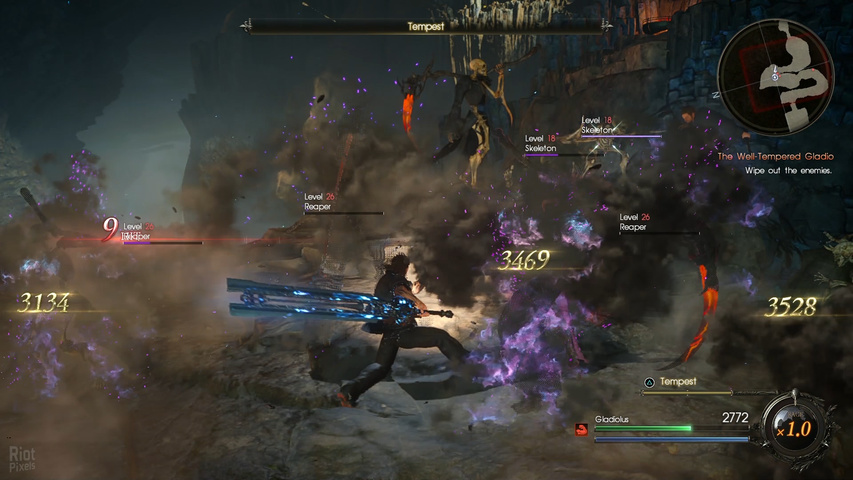 Tempest
Level 18
Skeleton
Level 18
Skeleton
The Well-Tempered Gladio
Wipe out the enemies.
Level 26
Reaper
Level 26
Reaper
9
Level 26
Reaper
3469
3134
3528
Tempest
Gladiolus
2772
×1.0
Riot
Pixels